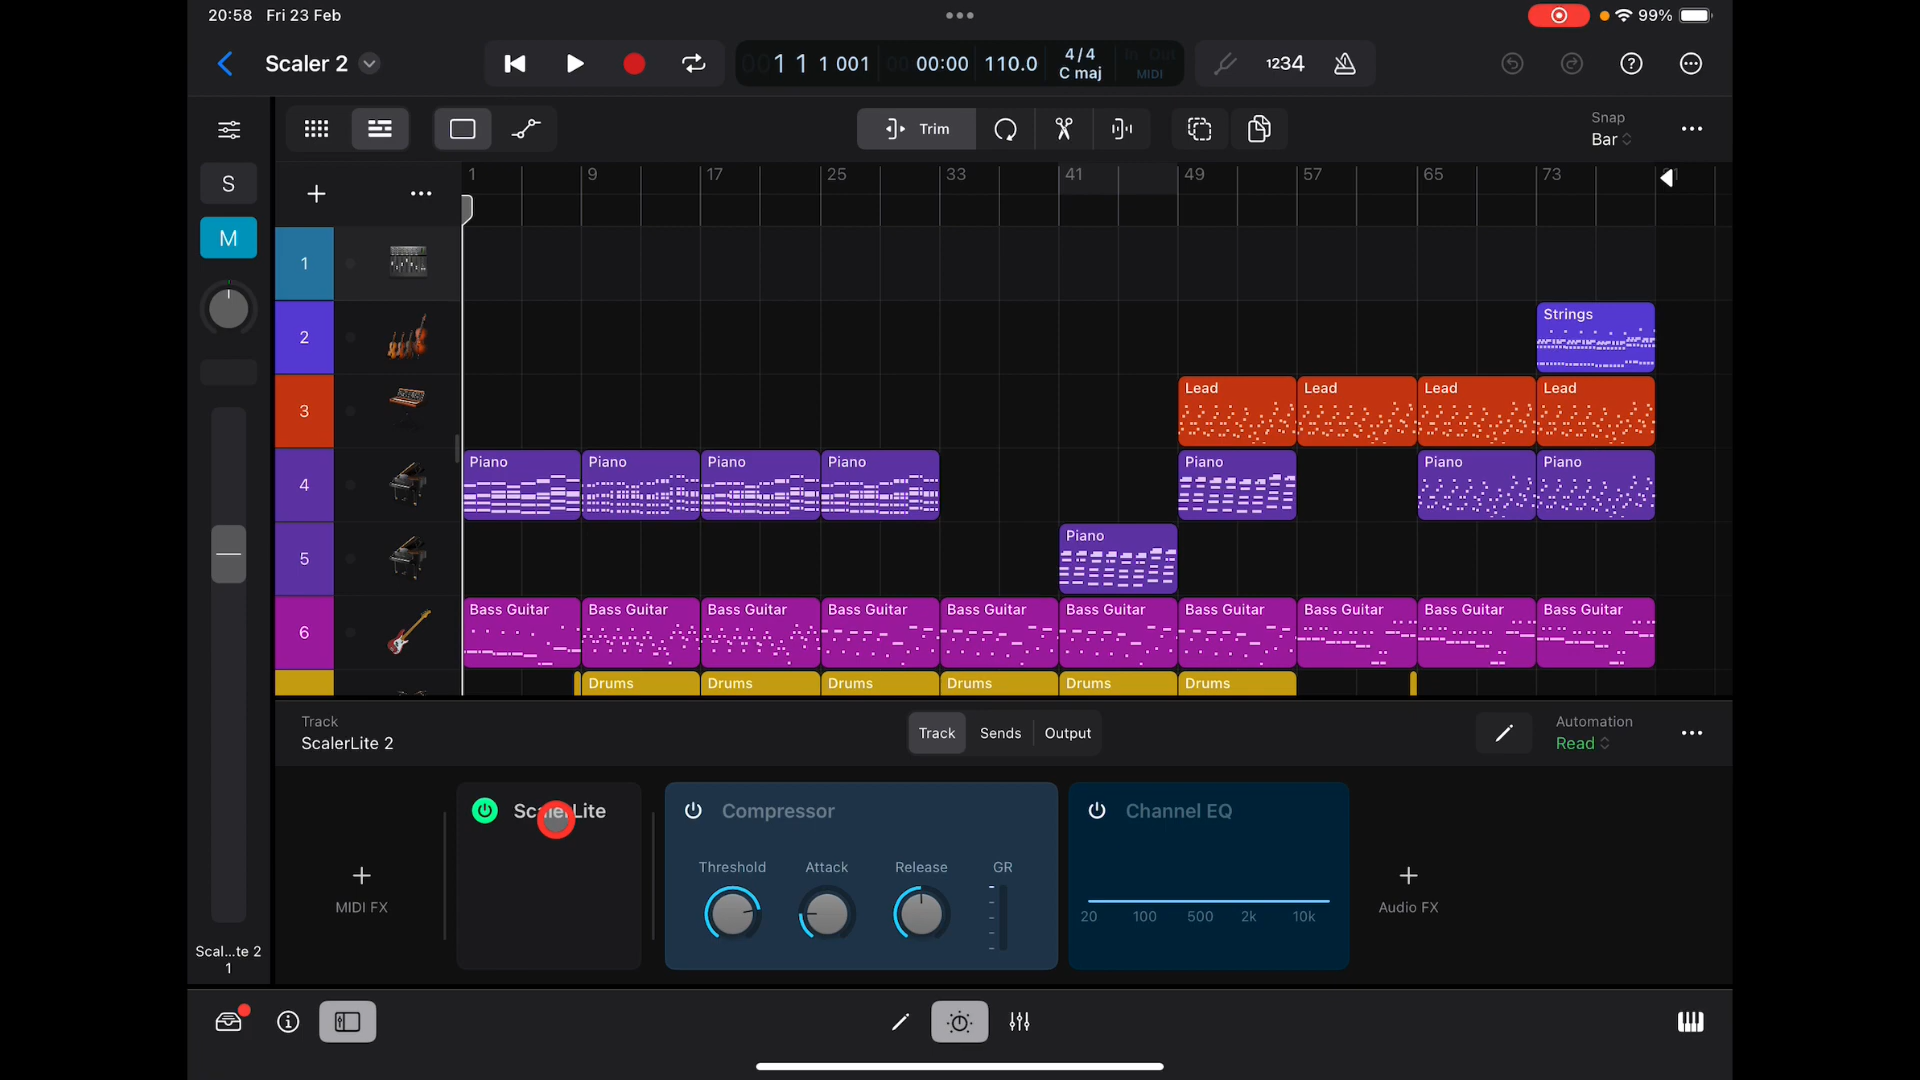 20:58 Fri 23 Feb
99%
Scaler 2
00 1 1 1 001
00 00:00
110.0
4/4
C maj
In Out
MIDI
1234
Trim
Snap
Bar
S
M
1 9 17 25 33 41 49 57 65 73
1
2
Strings
3
Lead Lead Lead Lead
4
Piano Piano Piano Piano Piano Piano Piano
5
Piano
6
Bass Guitar Bass Guitar Bass Guitar Bass Guitar Bass Guitar Bass Guitar Bass Guitar Bass Guitar Bass Guitar Bass Guitar
Drums Drums Drums Drums Drums Drums
Track
ScalerLite 2
Track Sends Output
Automation
Read
MIDI FX
ScalerLite
Compressor
Threshold Attack Release GR
Channel EQ
20 100 500 2k 10k
Audio FX
Scal...te 2
1